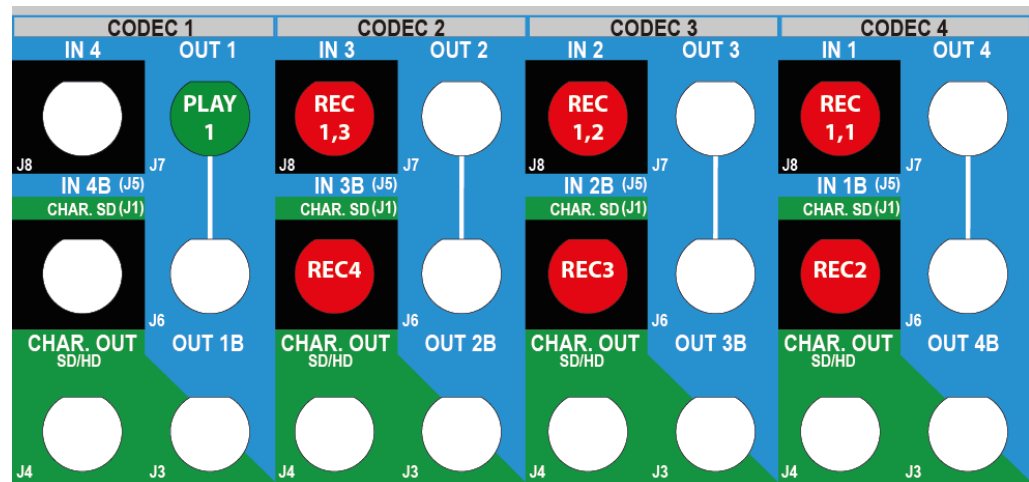 CODEC 1 CODEC 2 CODEC 3 CODEC 4
IN 4 OUT 1 IN 3 OUT 2 IN 2 OUT 3 IN 1 OUT 4
PLAY REC REC REC
1 1,3 1,2 1,1
J8 J7 J8 J7 J8 J7 J8 J7
IN 4B (J5) IN 3B (J5) IN 2B (J5) IN 1B (J5)
CHAR. SD (J1) CHAR. SD (J1) CHAR. SD (J1) CHAR. SD (J1)
REC4 REC3 REC2
J6 J6 J6 J6
CHAR. OUT OUT 1B CHAR. OUT OUT 2B CHAR. OUT OUT 3B CHAR. OUT OUT 4B
SD/HD SD/HD SD/HD SD/HD
J4 J3 J4 J3 J4 J3 J4 J3